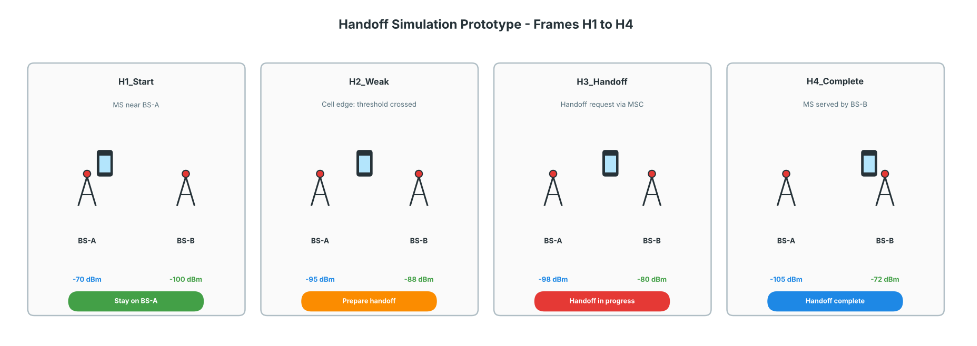 Handoff Simulation Prototype - Frames H1 to H4
H1_Start
MS near BS-A
BS-A
BS-B
-70 dBm
-100 dBm
Stay on BS-A
H2_Weak
Cell edge: threshold crossed
BS-A
BS-B
-95 dBm
-88 dBm
Prepare handoff
H3_Handoff
Handoff request via MSC
BS-A
BS-B
-98 dBm
-80 dBm
Handoff in progress
H4_Complete
MS served by BS-B
BS-A
BS-B
-105 dBm
-72 dBm
Handoff complete